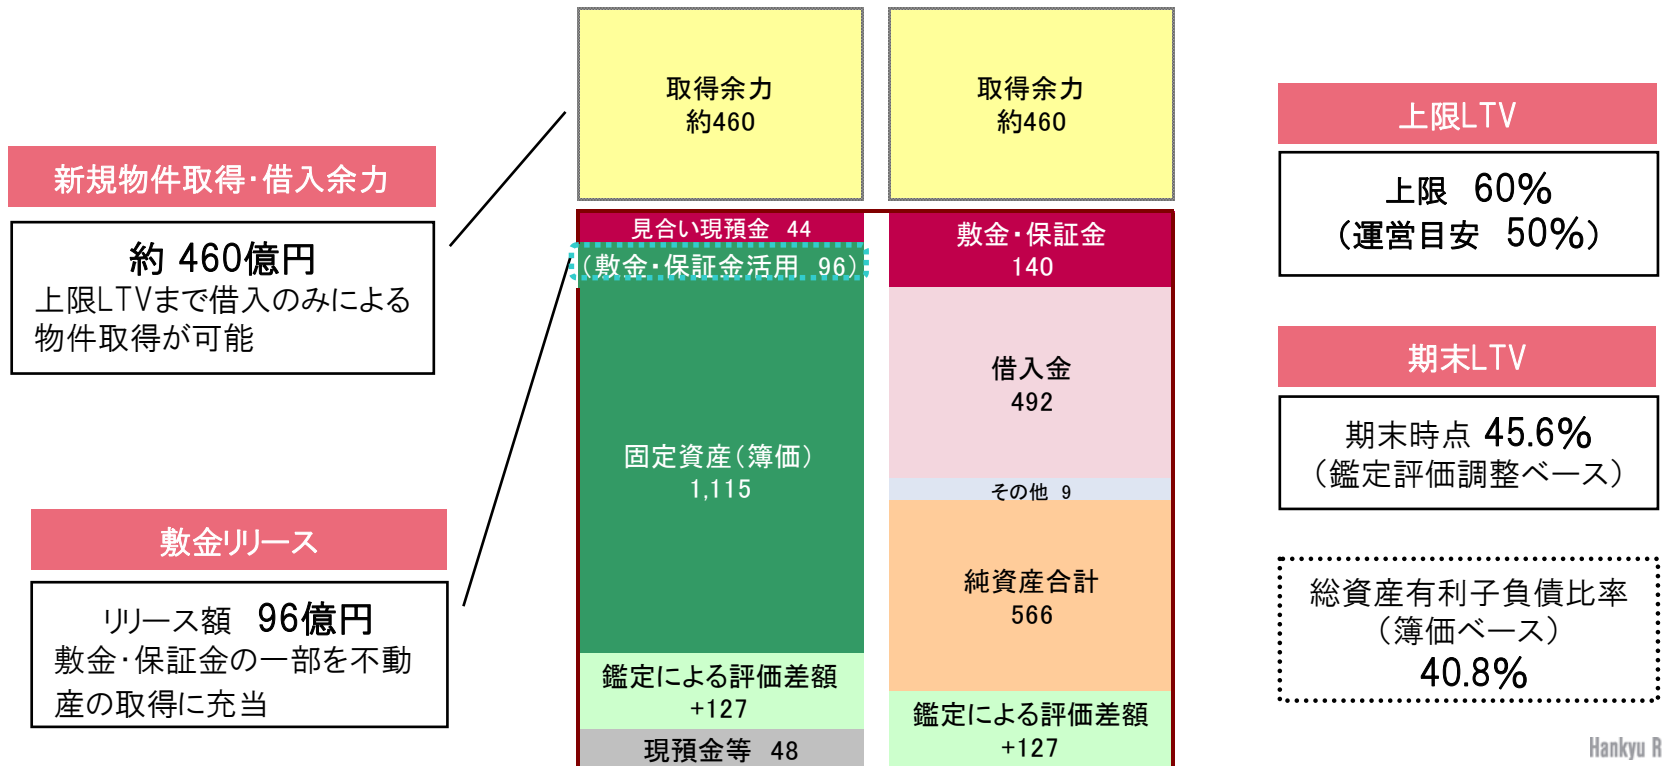 新規物件取得・借入余力
約 460億円
上限LTVまで借入のみによる
物件取得が可能
敷金リリース
リリース額 96億円
敷金・保証金の一部を不動
産の取得に充当
取得余力
約460
見合い現預金 44
（敷金・保証金活用 96）
固定資産（簿価）
1,115
鑑定による評価差額
+127
現預金等 48
取得余力
約460
敷金・保証金
140
借入金
492
その他 9
純資産合計
566
鑑定による評価差額
+127
上限LTV
上限 60%
（運営目安 50%）
期末LTV
期末時点 45.6%
（鑑定評価調整ベース）
総資産有利子負債比率
（簿価ベース）
40.8%
Hankyu R